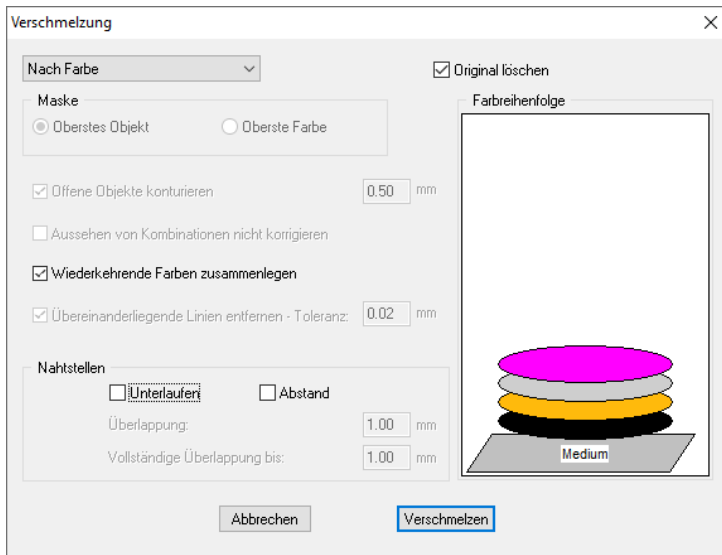 Verschmelzung
Nach Farbe
Original löschen
Maske
Oberstes Objekt
Oberste Farbe
Farbreihenfolge
Offene Objekte konturieren 0.50 mm
Aussehen von Kombinationen nicht korrigieren
Wiederkehrende Farben zusammenlegen
Übereinanderliegende Linien entfernen - Toleranz: 0.02 mm
Nahtstellen
Unterlaufen
Abstand
Überlappung: 1.00 mm
Vollständige Überlappung bis: 1.00 mm
Medium
Abbrechen
Verschmelzen